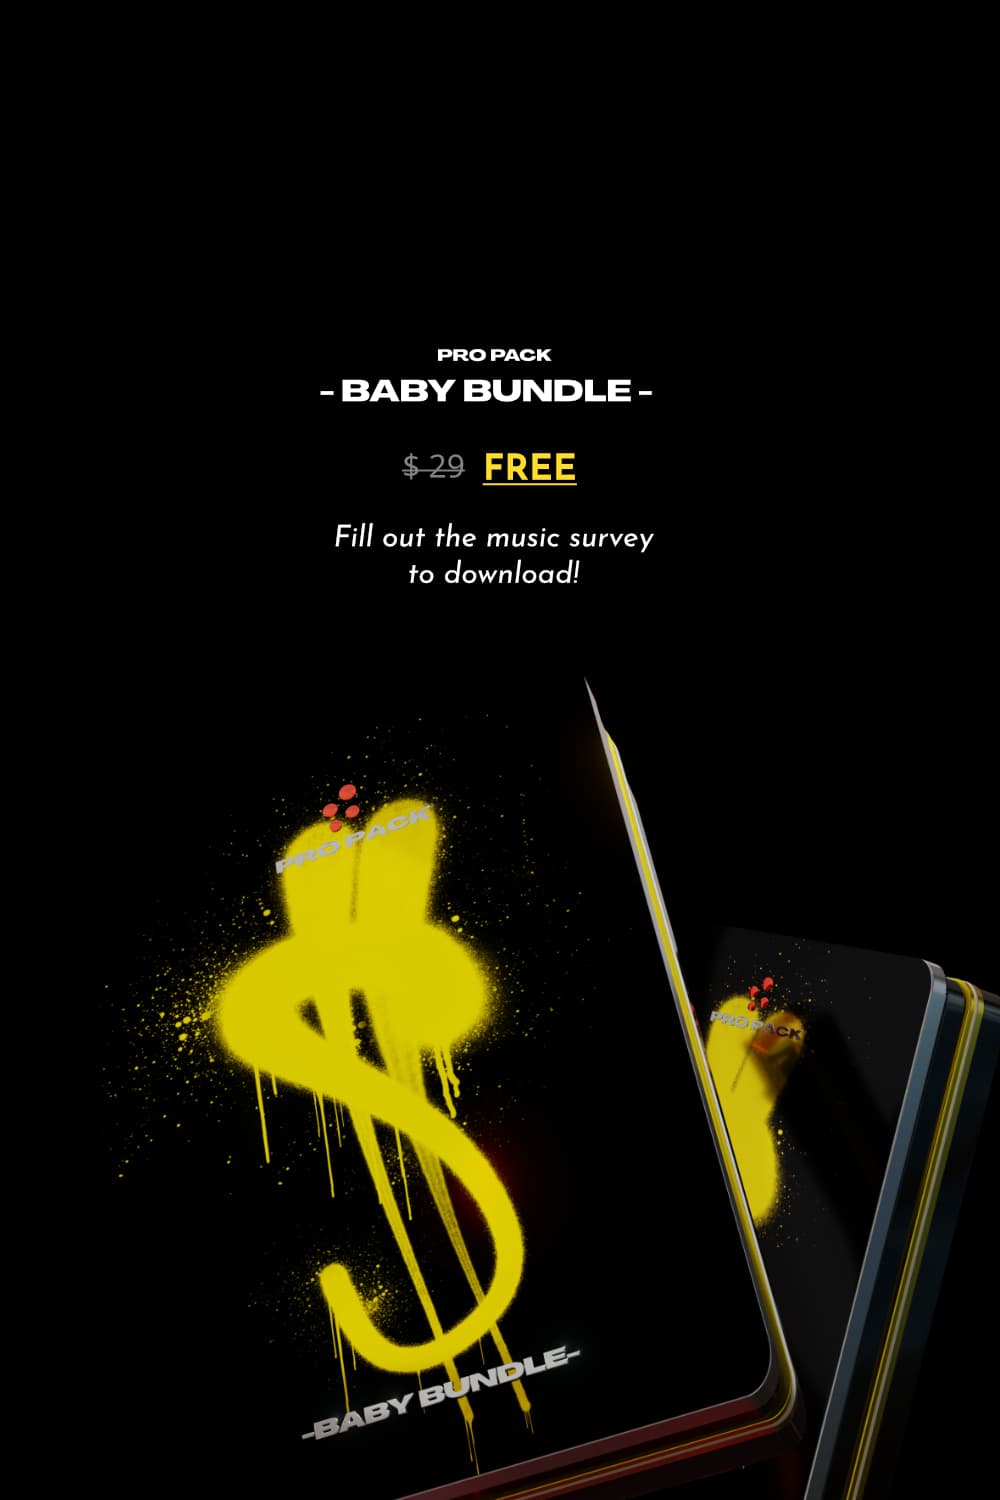 PRO PACK
- BABY BUNDLE -
$ 29 FREE
Fill out the music survey
to download!
PRO PACK
PRO PACK
-BABY BUNDLE-